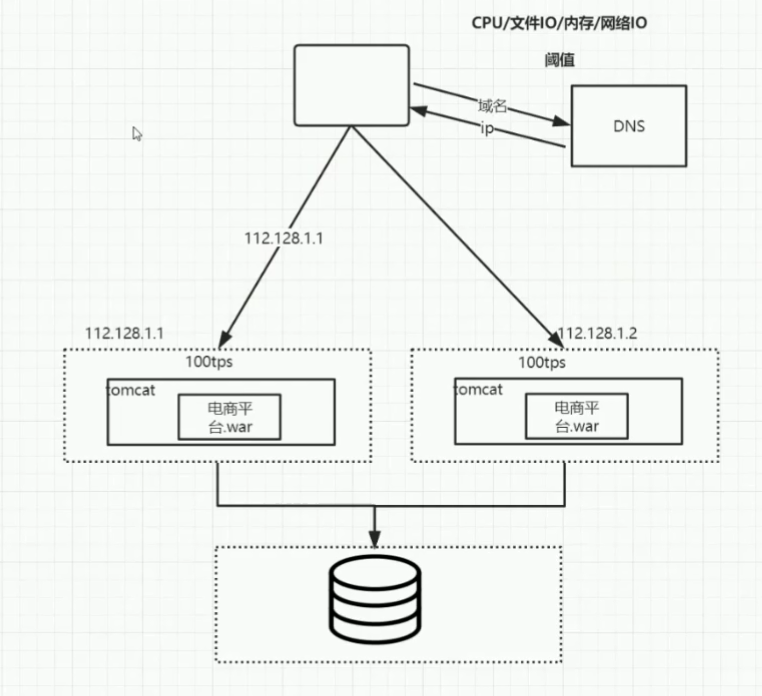 CPU/文件IO/内存/网络IO
阈值
域名
ip
DNS
112.128.1.1
112.128.1.1
112.128.1.2
100tps
100tps
tomcat
tomcat
电商平
台.war
电商平
台.war